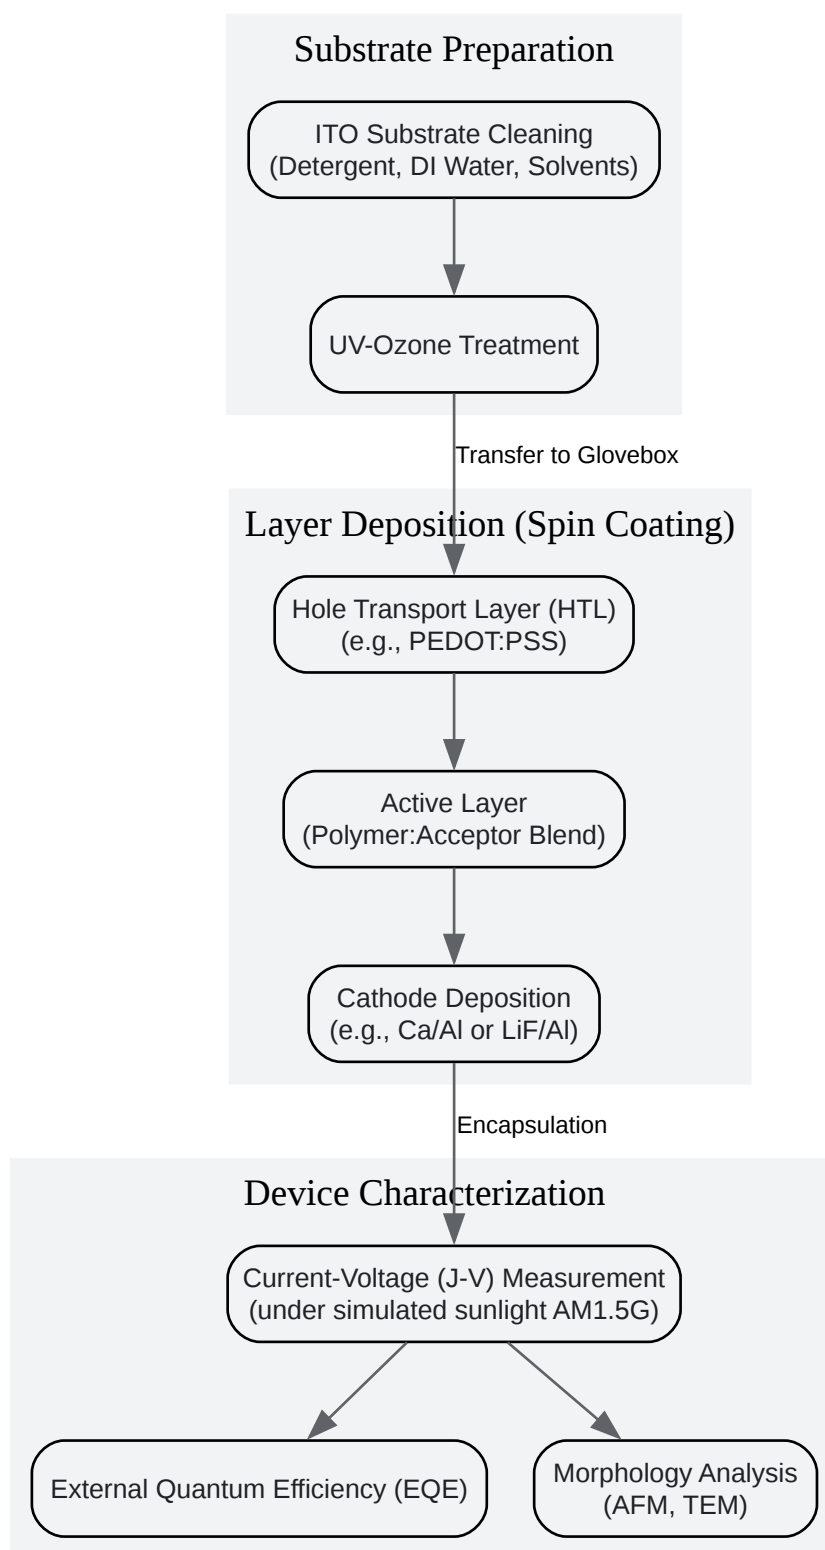 Substrate Preparation
ITO Substrate Cleaning
(Detergent, DI Water, Solvents)
UV-Ozone Treatment
Transfer to Glovebox
Layer Deposition (Spin Coating)
Hole Transport Layer (HTL)
(e.g., PEDOT:PSS)
Active Layer
(Polymer:Acceptor Blend)
Cathode Deposition
(e.g., Ca/Al or LiF/Al)
Encapsulation
Device Characterization
Current-Voltage (J-V) Measurement
(under simulated sunlight AM1.5G)
External Quantum Efficiency (EQE)
Morphology Analysis
(AFM, TEM)